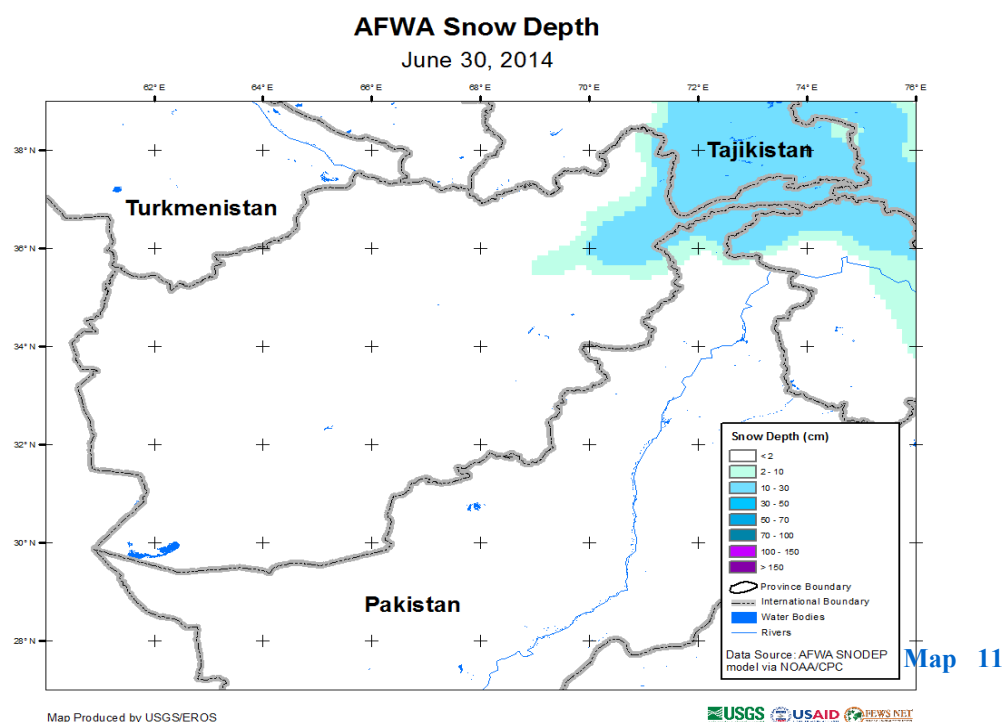 AFWA Snow Depth
June 30, 2014
62°E 64°E 66°E 68°E 70°E 72°E 74°E 76°E
38°N
Tajikistan
Turkmenistan
36°N
34°N
32°N
30°N
28°N
Pakistan
Snow Depth (cm)
< 2
2 - 10
10 - 30
30 - 50
50 - 70
70 - 100
100 - 150
> 150
Province Boundary
International Boundary
Water Bodies
Rivers
Data Source: AFWA SNODEP
model via NOAA/CPC
Map 11
Map Produced by USGS/EROS
USGS USAID FEWS NET